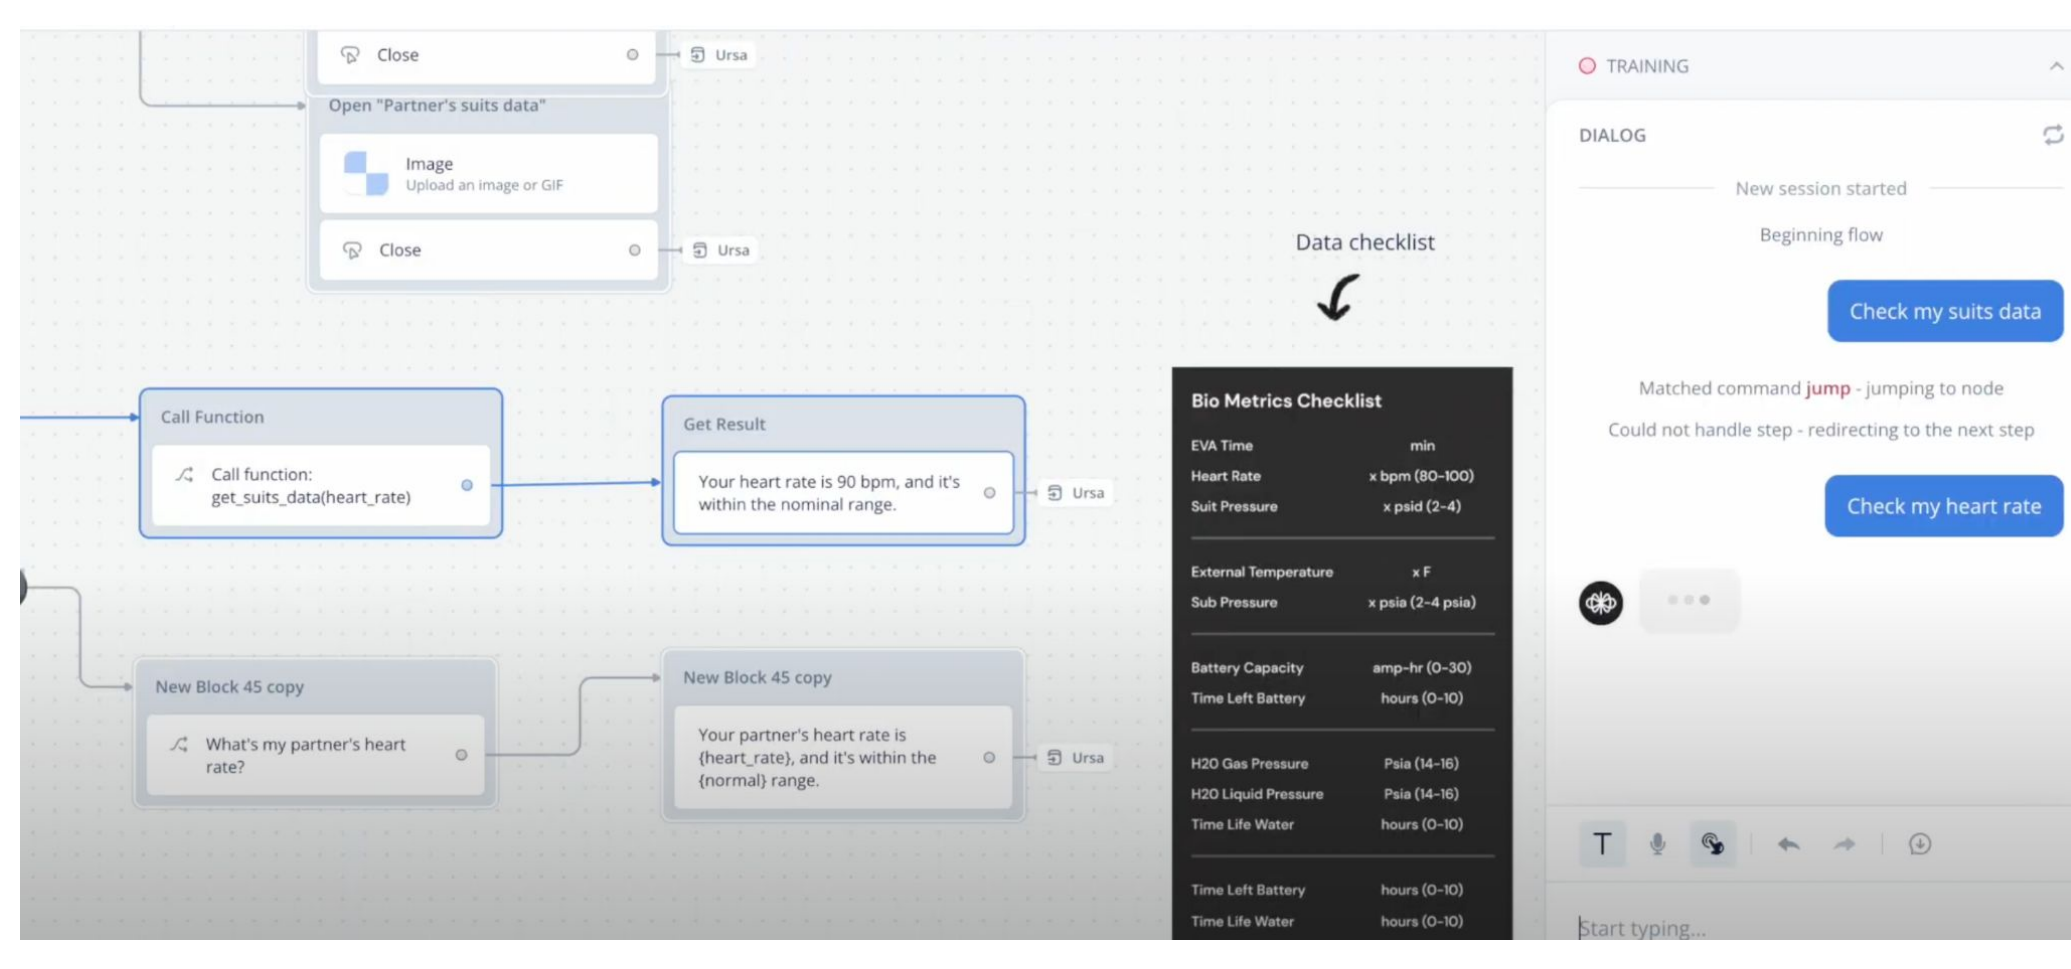 Close
Ursa
Open "Partner's suits data"
Image
Upload an image or GIF
Close
Ursa
Call Function
Call function:
get_suits_data(heart_rate)
Get Result
Your heart rate is 90 bpm, and it's
within the nominal range.
Ursa
New Block 45 copy
What's my partner's heart
rate?
New Block 45 copy
Your partner's heart rate is
{heart_rate}, and it's within the
{normal} range.
Ursa
Data checklist
Bio Metrics Checklist
EVA Time min
Heart Rate x bpm (80-100)
Suit Pressure x psid (2-4)
External Temperature x F
Sub Pressure x psia (2-4 psia)
Battery Capacity amp-hr (0-30)
Time Left Battery hours (0-10)
H2O Gas Pressure Psia (14-16)
H2O Liquid Pressure Psia (14-16)
Time Life Water hours (0-10)
Time Left Battery hours (0-10)
Time Life Water hours (0-10)
TRAINING
DIALOG
New session started
Beginning flow
Check my suits data
Matched command jump - jumping to node
Could not handle step - redirecting to the next step
Check my heart rate
T
Start typing...